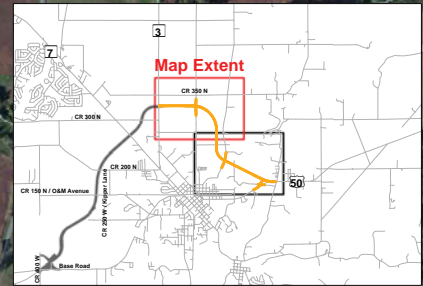 3
7
Map Extent
CR 350 N
CR 300 N
CR 200 N
50
CR 150 N / O&M Avenue
CR 250 W / Kipper Lane
CR 400 W
Base Road